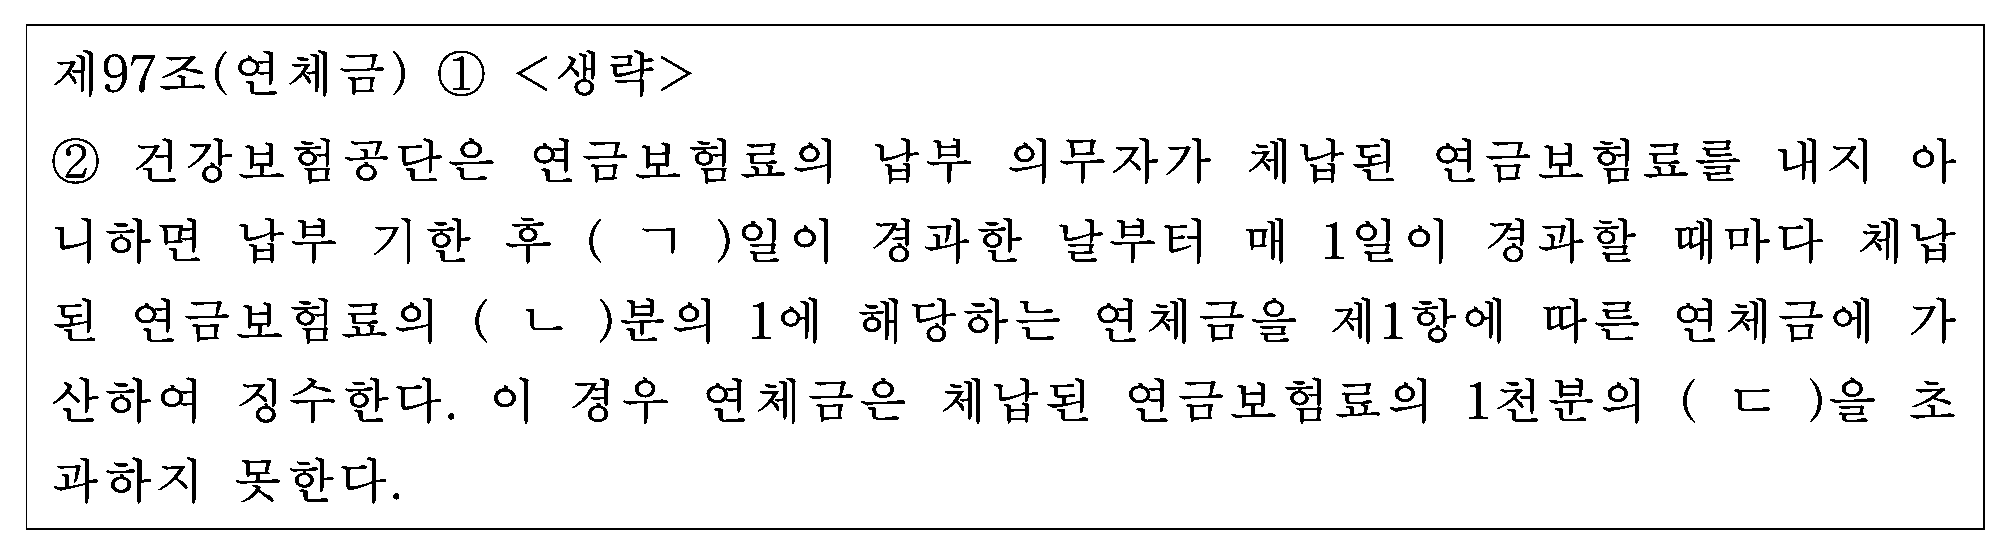 제97조(연체금) ① <생략>
② 건강보험공단은 연금보험료의 납부 의무자가 체납된 연금보험료를 내지 아
니하면 납부 기한 후 ( ㄱ )일이 경과한 날부터 매 1일이 경과할 때마다 체납
된 연금보험료의 ( ㄴ )분의 1에 해당하는 연체금을 제1항에 따른 연체금에 가
산하여 징수한다. 이 경우 연체금은 체납된 연금보험료의 1천분의 ( ㄷ )을 초
과하지 못한다.